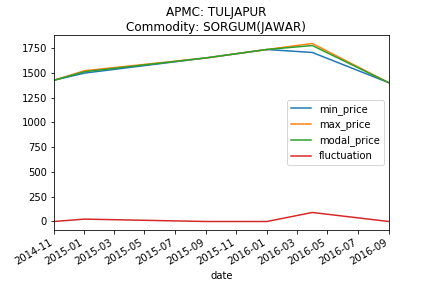 APMC: TULJAPUR
Commodity: SORGUM(JAWAR)
1750
1500
1250
1000
750
500
250
0
min_price
max_price
modal_price
fluctuation
2014-11
2015-01
2015-03
2015-05
2015-07
2015-09
2015-11
2016-01
2016-03
2016-05
2016-07
2016-09
date